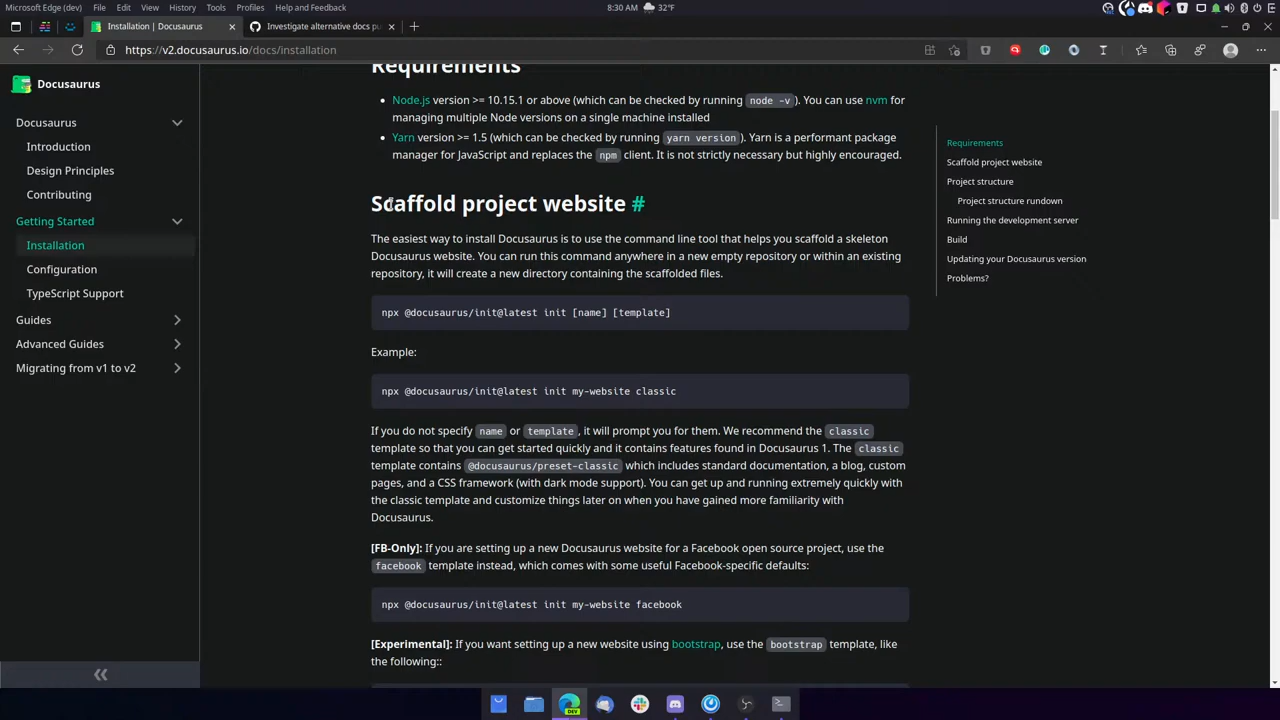 Microsoft Edge (dev) File Edit View History Tools Profiles Help and Feedback 8:30 AM 32°F
Installation | Docusaurus Investigate alternative docs pu
https://v2.docusaurus.io/docs/installation
Docusaurus
Docusaurus
Introduction
Design Principles
Contributing
Getting Started
Installation
Configuration
TypeScript Support
Guides
Advanced Guides
Migrating from v1 to v2
Requirements
Node.js version >= 10.15.1 or above (which can be checked by running node -v). You can use nvm for
managing multiple Node versions on a single machine installed
Yarn version >= 1.5 (which can be checked by running yarn version). Yarn is a performant package
manager for JavaScript and replaces the npm client. It is not strictly necessary but highly encouraged.
Scaffold project website #
The easiest way to install Docusaurus is to use the command line tool that helps you scaffold a skeleton
Docusaurus website. You can run this command anywhere in a new empty repository or within an existing
repository, it will create a new directory containing the scaffolded files.
npx @docusaurus/init@latest init [name] [template]
Example:
npx @docusaurus/init@latest init my-website classic
If you do not specify name or template, it will prompt you for them. We recommend the classic
template so that you can get started quickly and it contains features found in Docusaurus 1. The classic
template contains @docusaurus/preset-classic which includes standard documentation, a blog, custom
pages, and a CSS framework (with dark mode support). You can get up and running extremely quickly with
the classic template and customize things later on when you have gained more familiarity with
Docusaurus.
[FB-Only]: If you are setting up a new Docusaurus website for a Facebook open source project, use the
facebook template instead, which comes with some useful Facebook-specific defaults:
npx @docusaurus/init@latest init my-website facebook
[Experimental]: If you want setting up a new website using bootstrap, use the bootstrap template, like
the following::
Requirements
Scaffold project website
Project structure
Project structure rundown
Running the development server
Build
Updating your Docusaurus version
Problems?
DEV